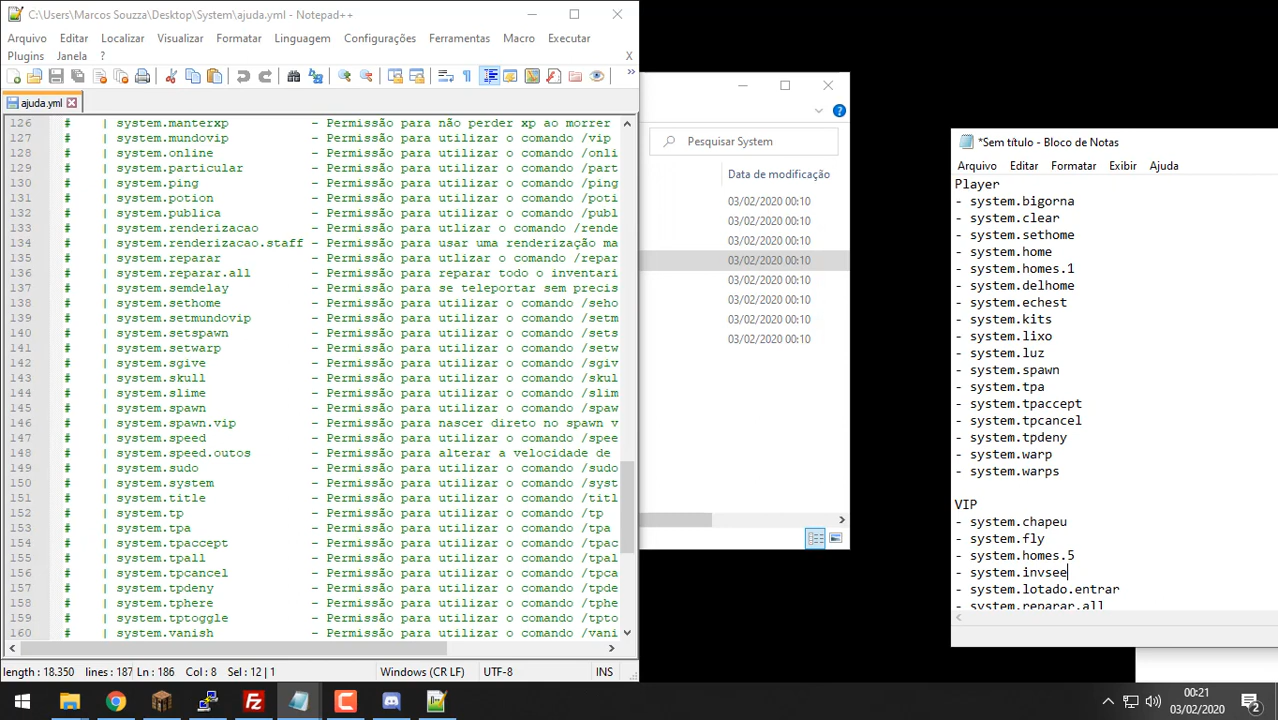 C:\Users\Marcos Souzza\Desktop\System\ajuda.yml - Notepad++
Arquivo Editar Localizar Visualizar Formatar Linguagem Configurações Ferramentas Macro Executar
Plugins Janela ? X
ajuda.yml
126 # | system.manterxp - Permissão para não perder xp ao morrer
127 # | system.mundovip - Permissão para utilizar o comando /vip
128 # | system.online - Permissão para utilizar o comando /onli
129 # | system.particular - Permissão para utilizar o comando /part
130 # | system.ping - Permissão para utilizar o comando /ping
131 # | system.potion - Permissão para utilizar o comando /poti
132 # | system.publica - Permissão para utilizar o comando /publ
133 # | system.renderizacao - Permissão para utlizar o comando /rende
134 # | system.renderizacao.staff - Permissão para usar uma renderização ma
135 # | system.reparar - Permissão para utlizar o comando /repar
136 # | system.reparar.all - Permissão para reparar todo o inventari
137 # | system.semdelay - Permissão para se teleportar sem precis
138 # | system.sethome - Permissão para utilizar o comando /seho
139 # | system.setmundovip - Permissão para utilizar o comando /setm
140 # | system.setspawn - Permissão para utilizar o comando /sets
141 # | system.setwarp - Permissão para utilizar o comando /setw
142 # | system.sgive - Permissão para utilizar o comando /sgiv
143 # | system.skull - Permissão para utilizar o comando /skul
144 # | system.slime - Permissão para utilizar o comando /slim
145 # | system.spawn - Permissão para utilizar o comando /spaw
146 # | system.spawn.vip - Permissão para nascer direto no spawn v
147 # | system.speed - Permissão para utilizar o comando /spee
148 # | system.speed.outos - Permissão para alterar a velocidade de
149 # | system.sudo - Permissão para utilizar o comando /sudo
150 # | system.system - Permissão para utilizar o comando /syst
151 # | system.title - Permissão para utilizar o comando /titl
152 # | system.tp - Permissão para utilizar o comando /tp
153 # | system.tpa - Permissão para utilizar o comando /tpa
154 # | system.tpaccept - Permissão para utilizar o comando /tpac
155 # | system.tpall - Permissão para utilizar o comando /tpal
156 # | system.tpcancel - Permissão para utilizar o comando /tpca
157 # | system.tpdeny - Permissão para utilizar o comando /tpde
158 # | system.tphere - Permissão para utilizar o comando /tphe
159 # | system.tptoggle - Permissão para utilizar o comando /tpto
160 # | system.vanish - Permissão para utilizar o comando /vani
length : 18.350 lines : 187 Ln : 186 Col : 8 Sel : 12 | 1 Windows (CR LF) UTF-8 INS
Pesquisar System
Data de modificação
03/02/2020 00:10
03/02/2020 00:10
03/02/2020 00:10
03/02/2020 00:10
03/02/2020 00:10
03/02/2020 00:10
03/02/2020 00:10
03/02/2020 00:10
*Sem título - Bloco de Notas
Arquivo Editar Formatar Exibir Ajuda
Player
- system.bigorna
- system.clear
- system.sethome
- system.home
- system.homes.1
- system.delhome
- system.echest
- system.kits
- system.lixo
- system.luz
- system.spawn
- system.tpa
- system.tpaccept
- system.tpcancel
- system.tpdeny
- system.warp
- system.warps
VIP
- system.chapeu
- system.fly
- system.homes.5
- system.invsee
- system.lotado.entrar
- system.reparar.all
00:21
03/02/2020
2